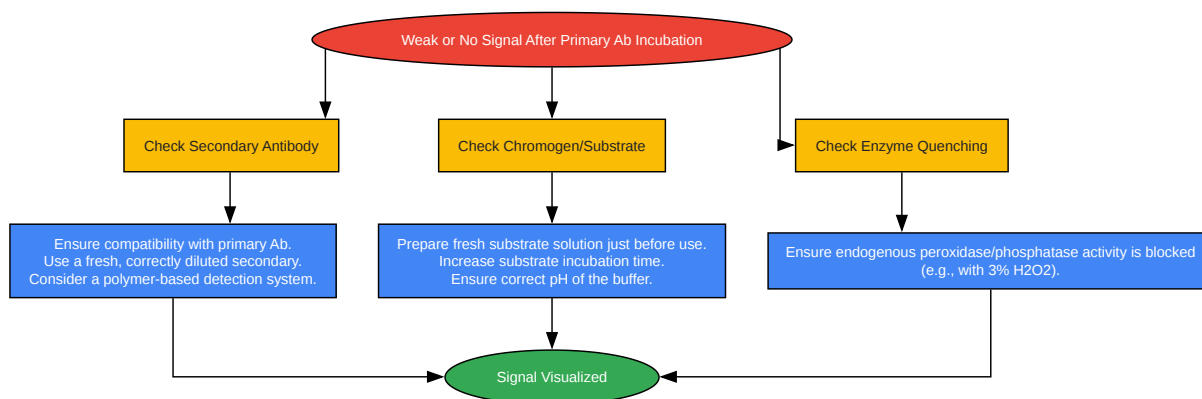 Weak or No Signal After Primary Ab Incubation
Check Secondary Antibody
Check Chromogen/Substrate
Check Enzyme Quenching
Ensure compatibility with primary Ab.
Use a fresh, correctly diluted secondary.
Consider a polymer-based detection system.
Prepare fresh substrate solution just before use.
Increase substrate incubation time.
Ensure correct pH of the buffer.
Ensure endogenous peroxidase/phosphatase activity is blocked
(e.g., with 3% H2O2).
Signal Visualized